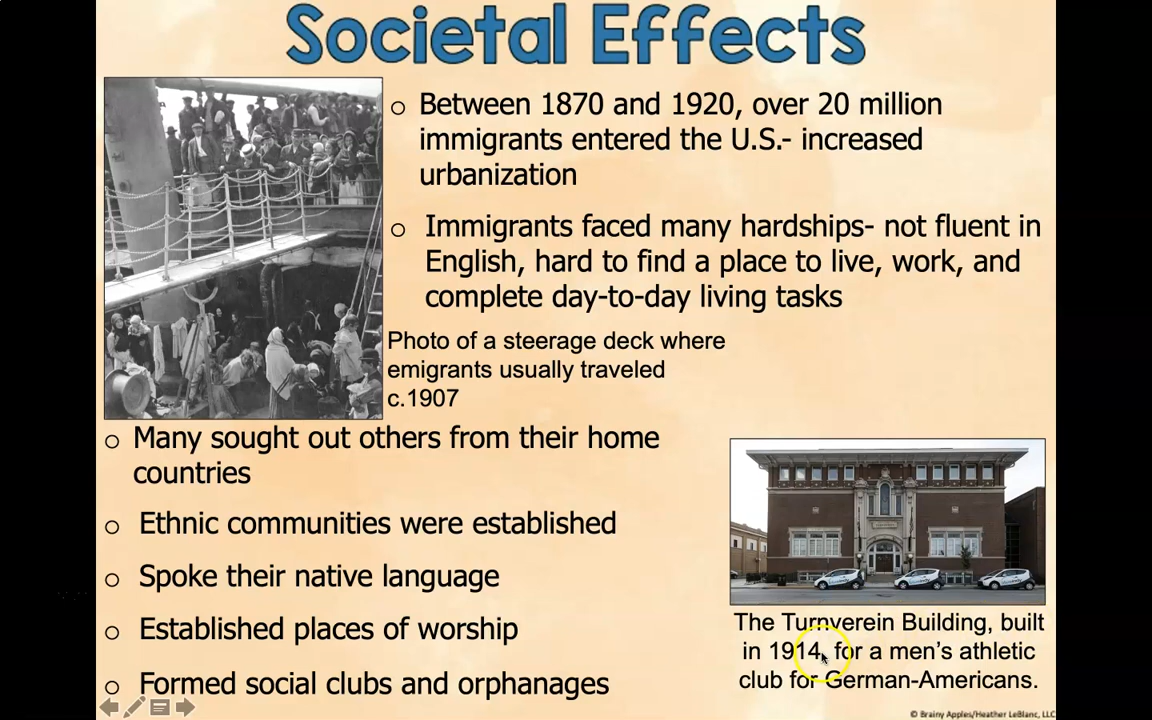 Societal Effects
○ Between 1870 and 1920, over 20 million
immigrants entered the U.S.- increased
urbanization
○ Immigrants faced many hardships- not fluent in
English, hard to find a place to live, work, and
complete day-to-day living tasks
Photo of a steerage deck where
emigrants usually traveled
c.1907
○ Many sought out others from their home
countries
○ Ethnic communities were established
○ Spoke their native language
○ Established places of worship
○ Formed social clubs and orphanages
The Turnverein Building, built
in 1914, for a men's athletic
club for German-Americans.
© Brainy Apples/Heather LeBlanc, LLC